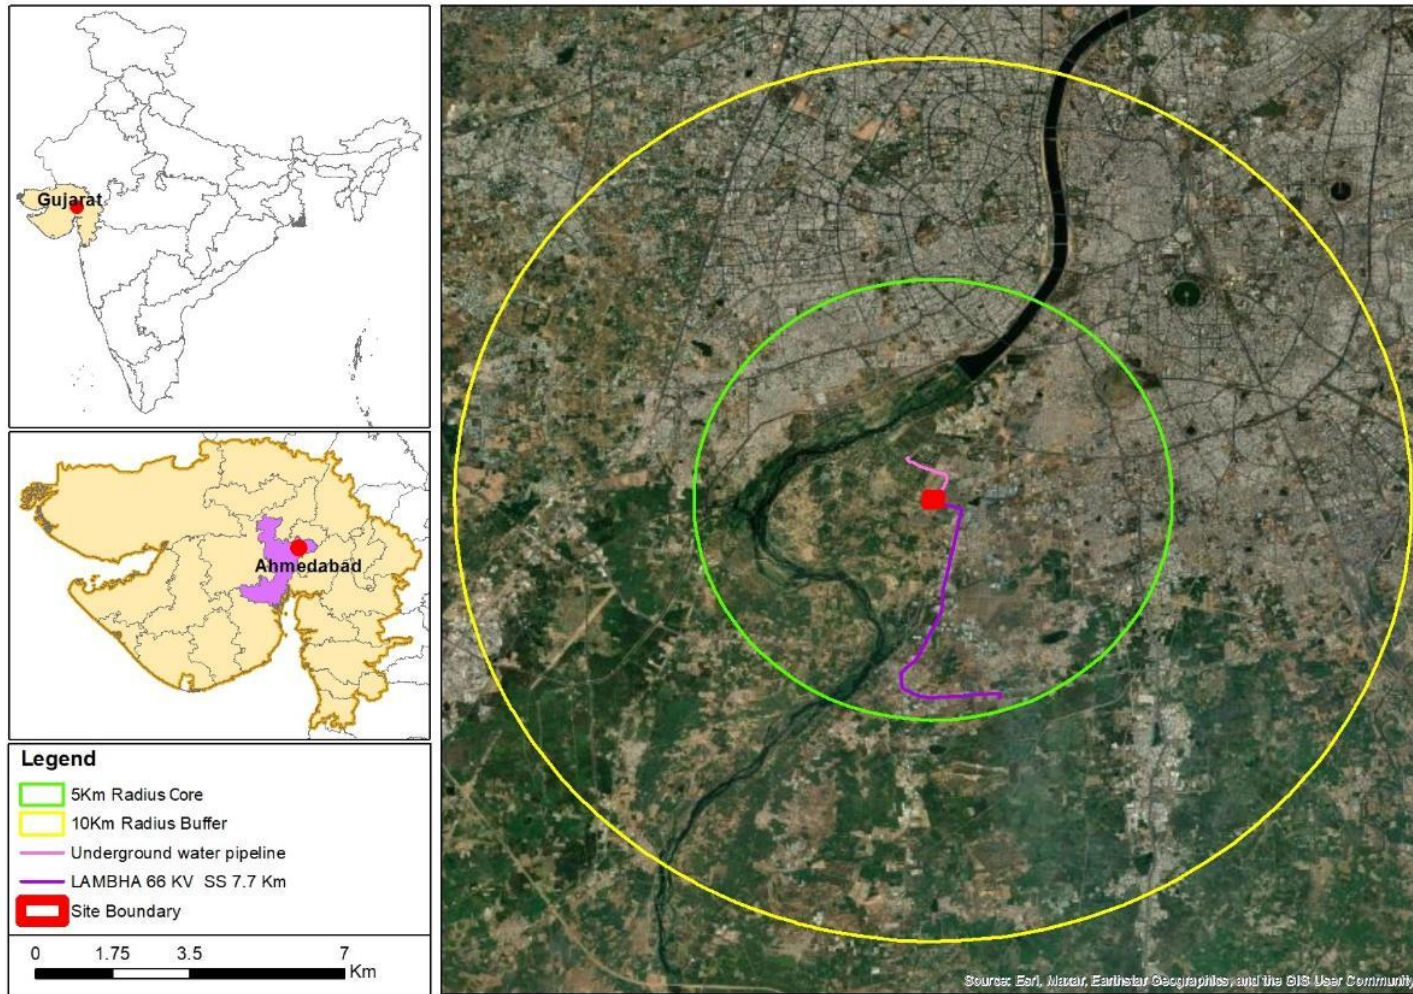 Gujarat
Ahmedabad
Legend
5Km Radius Core
10Km Radius Buffer
Underground water pipeline
LAMBHA 66 KV SS 7.7 Km
Site Boundary
0 1.75 3.5 7
Km
Source: Esri, Maxar, Earthstar Geographics, and the GIS User Community